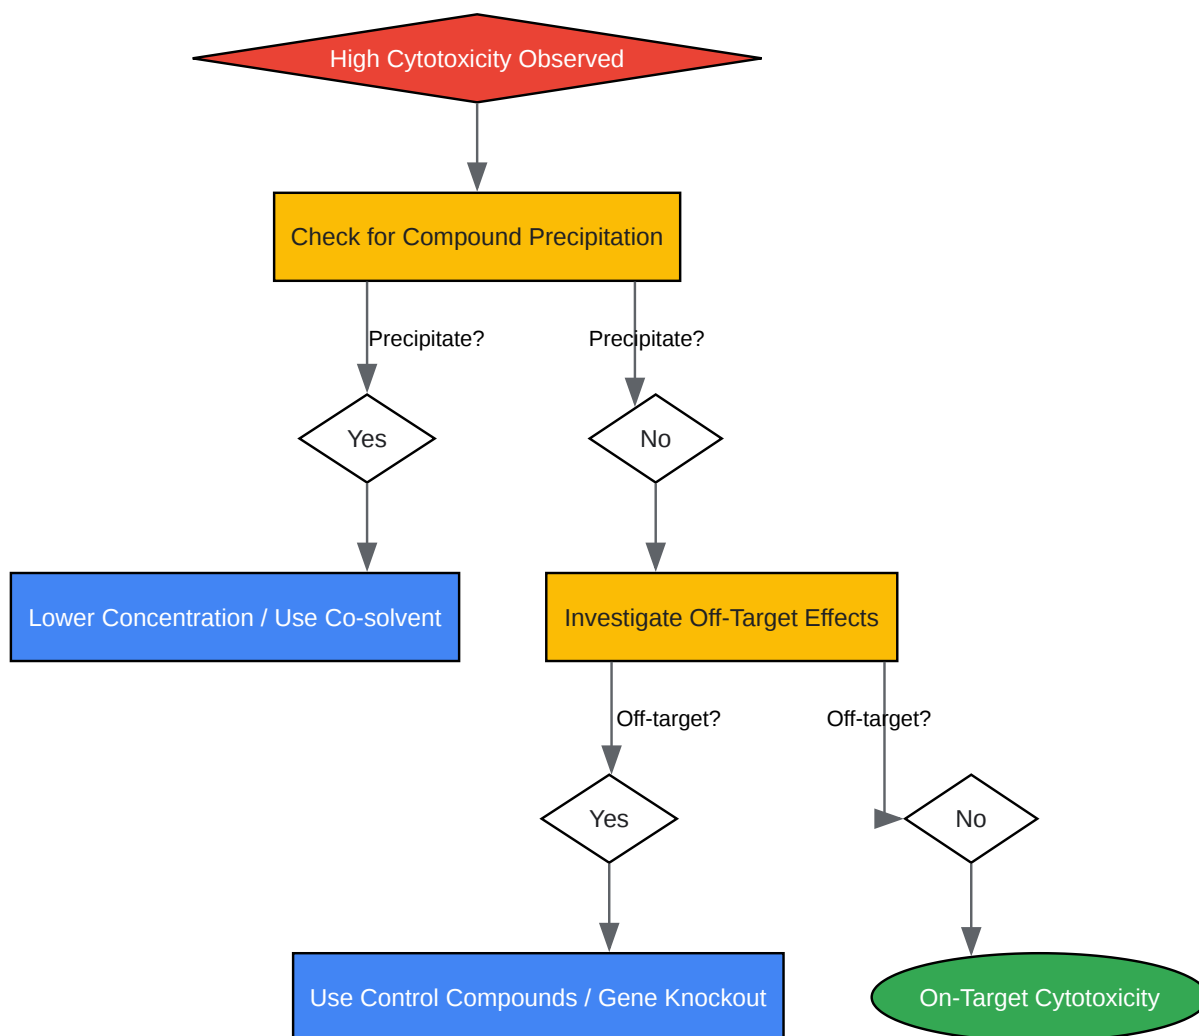 High Cytotoxicity Observed
Check for Compound Precipitation
Precipitate?
Precipitate?
Yes
No
Lower Concentration / Use Co-solvent
Investigate Off-Target Effects
Off-target?
Off-target?
Yes
No
Use Control Compounds / Gene Knockout
On-Target Cytotoxicity